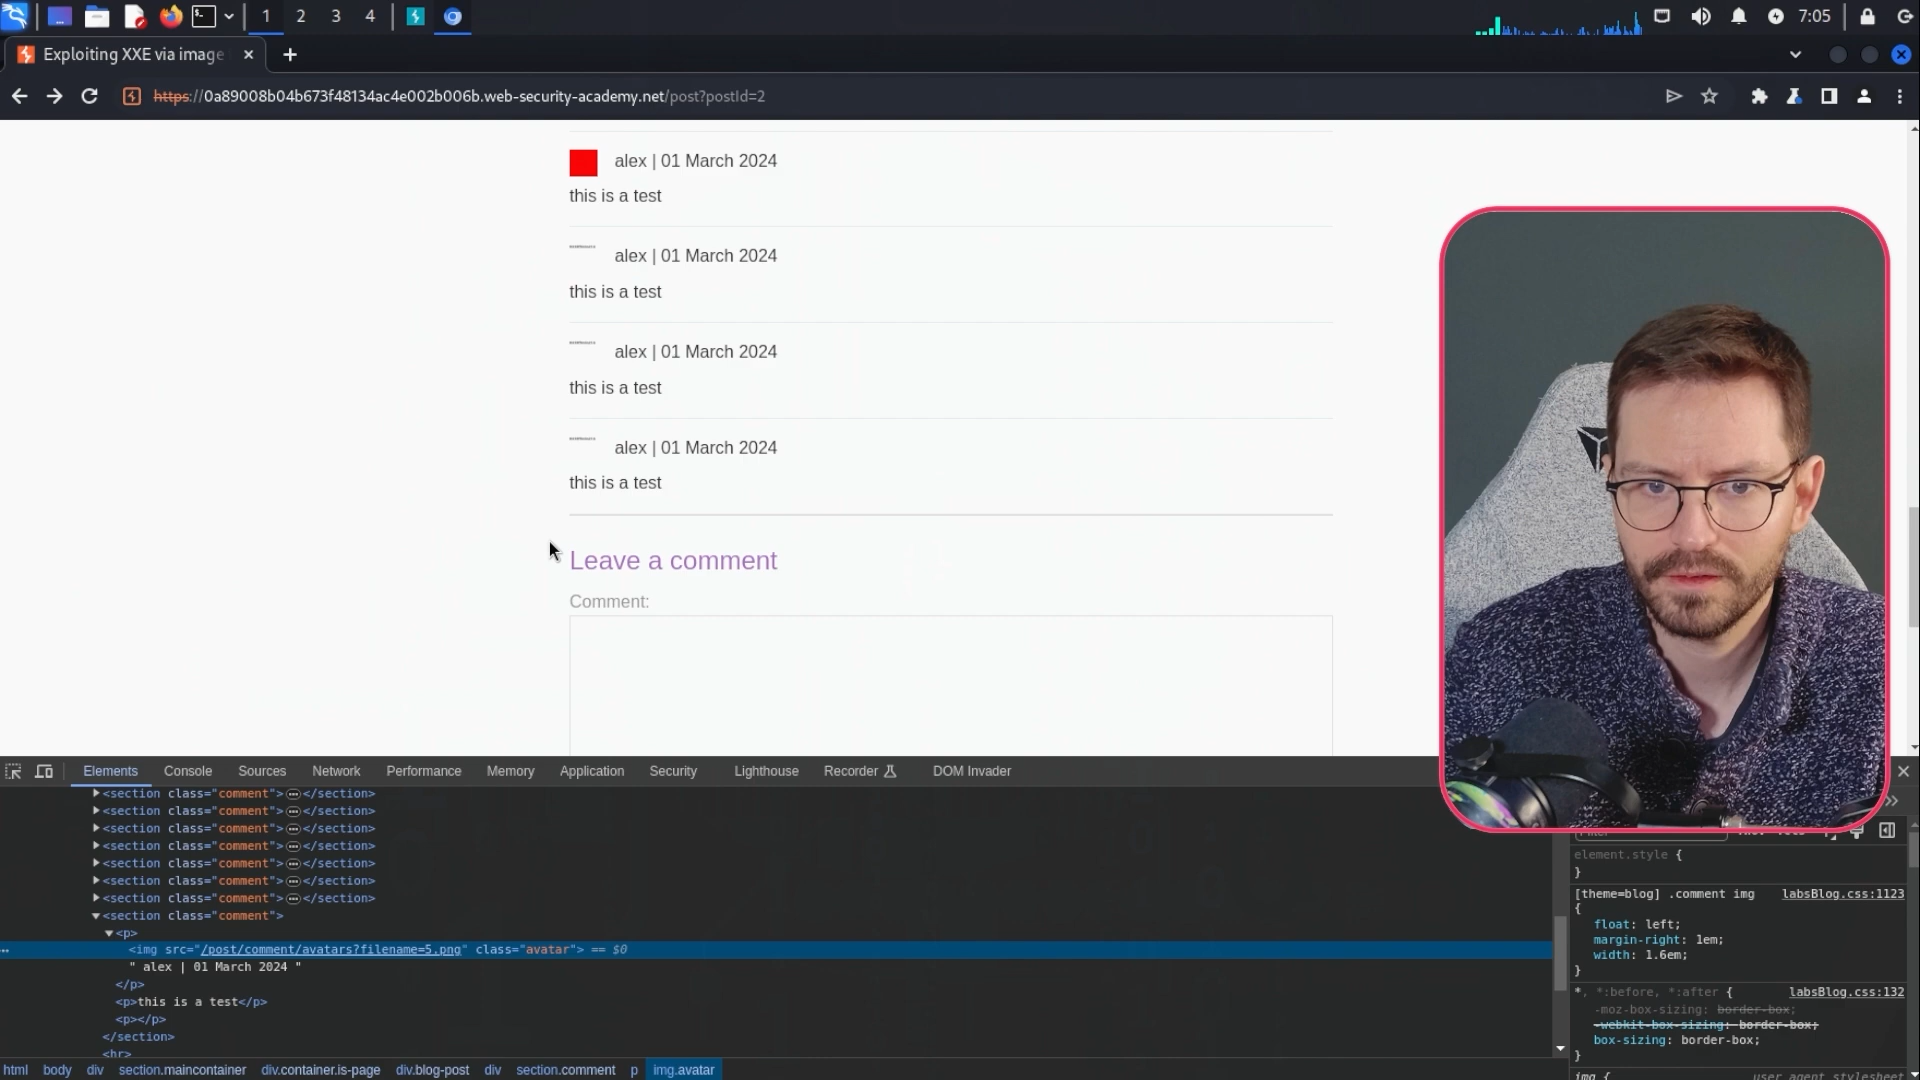 1 2 3 4
7:05
Exploiting XXE via image
https://0a89008b04b673f48134ac4e002b006b.web-security-academy.net/post?postId=2
alex | 01 March 2024
this is a test
alex | 01 March 2024
this is a test
alex | 01 March 2024
this is a test
alex | 01 March 2024
this is a test
Leave a comment
Comment:
Elements Console Sources Network Performance Memory Application Security Lighthouse Recorder DOM Invader
<section class="comment"> </section>
<section class="comment"> </section>
<section class="comment"> </section>
<section class="comment"> </section>
<section class="comment"> </section>
<section class="comment"> </section>
<section class="comment"> </section>
<section class="comment">
<p>
<img src="/post/comment/avatars?filename=5.png" class="avatar"> == $0
" alex | 01 March 2024 "
</p>
<p>this is a test</p>
<p></p>
</section>
<hr>
html body div section.maincontainer div.container.is-page div.blog-post div section.comment p img.avatar
element.style {
}
[theme=blog] .comment img labsBlog.css:1123
{
float: left;
margin-right: 1em;
width: 1.6em;
}
*, *:before, *:after { labsBlog.css:132
-moz-box-sizing: border-box;
-webkit-box-sizing: border-box;
box-sizing: border-box;
}
img { user agent stylesheet